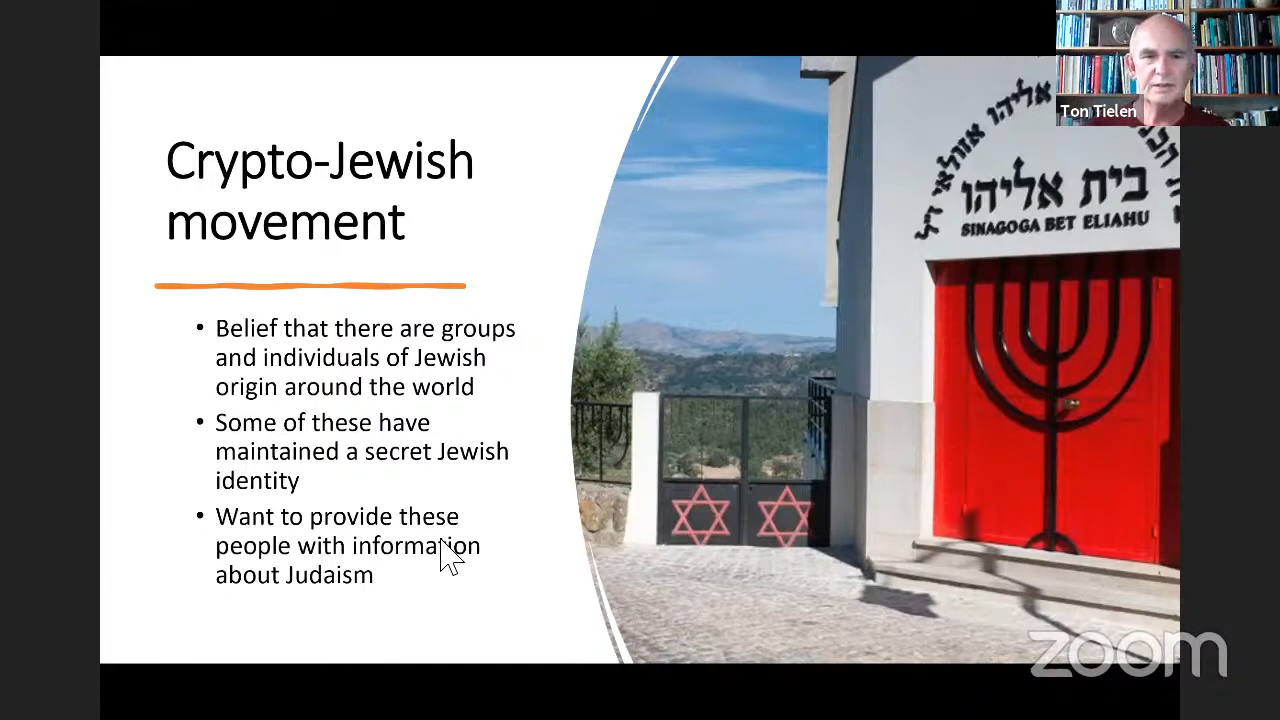 Crypto-Jewish
movement
• Belief that there are groups
and individuals of Jewish
origin around the world
• Some of these have
maintained a secret Jewish
identity
• Want to provide these
people with information
about Judaism
אליהו אזולאי ז״ל
בית אליהו
SINAGOGA BET ELIAHU
Ton Tielen
zoom